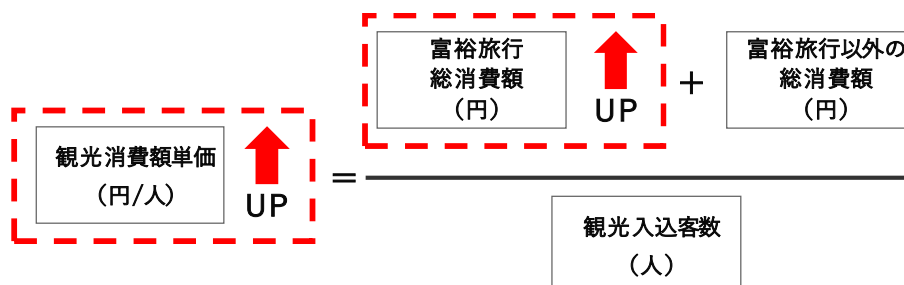 富裕旅行
総消費額
（円）
UP
＋
富裕旅行以外の
総消費額
（円）
観光消費額単価
（円/人）
UP
＝
観光入込客数
（人）